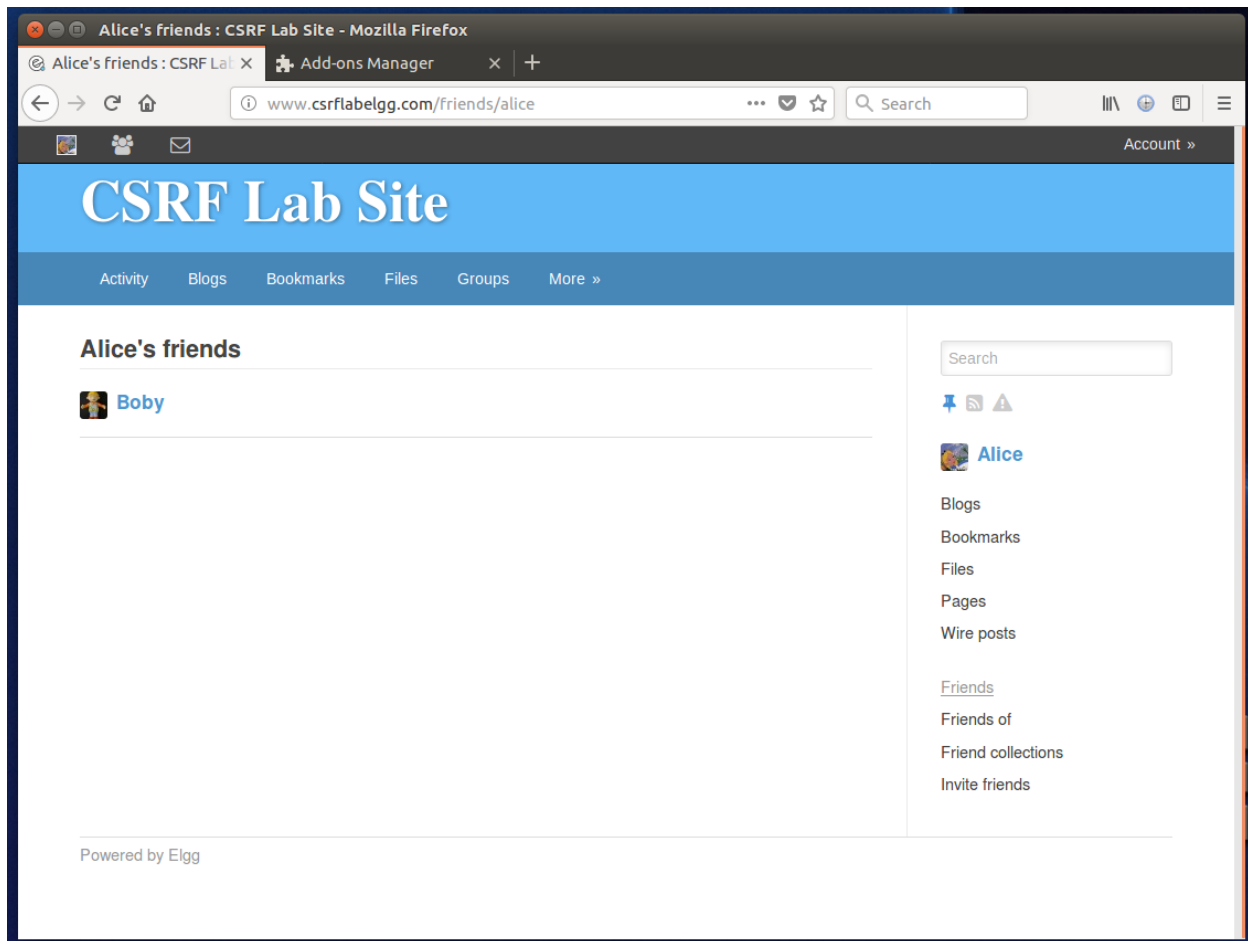 Alice's friends : CSRF Lab Site - Mozilla Firefox
Alice's friends : CSRF Lab Add-ons Manager
www.csrflabelgg.com/friends/alice Search
Account »
CSRF Lab Site
Activity Blogs Bookmarks Files Groups More »
Alice's friends
Boby
Search
Alice
Blogs
Bookmarks
Files
Pages
Wire posts
Friends
Friends of
Friend collections
Invite friends
Powered by Elgg